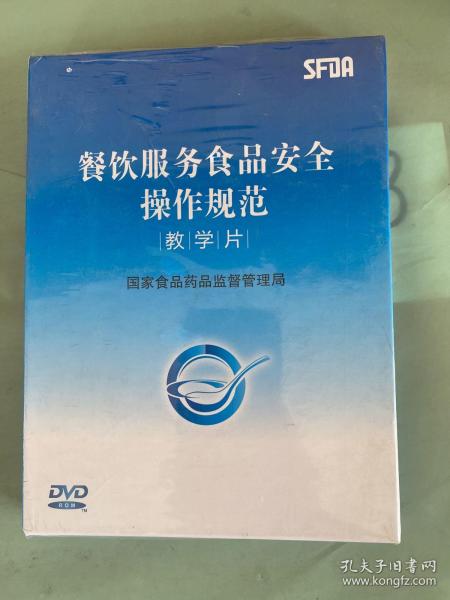 SFDA
餐饮服务食品安全
操作规范
教学片
国家食品药品监督管理局
DVD
ROM
TM
孔夫子旧书网
www.kongfz.com